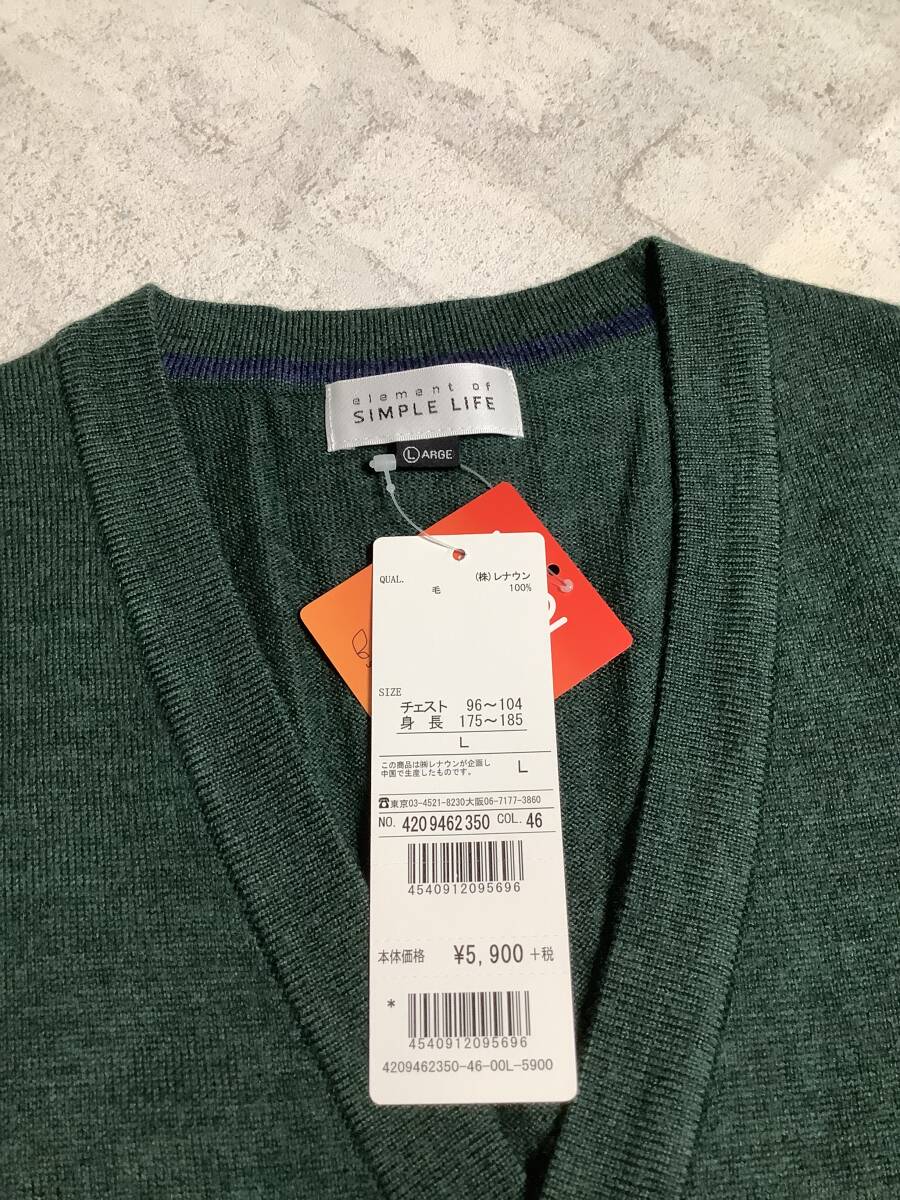 element of
SIMPLE LIFE
L ARGE
QUAL. (株)レナウン
毛 100%
SIZE
チェスト 96～104
身長 175～185
L
この商品は㈱レナウンが企画し
中国で生産したものです。 L
☎東京03-4521-8230大阪06-7177-3860
NO. 4209462350 COL. 46
4540912095696
本体価格 ¥5,900 +税
*
4540912095696
4209462350-46-00L-5900